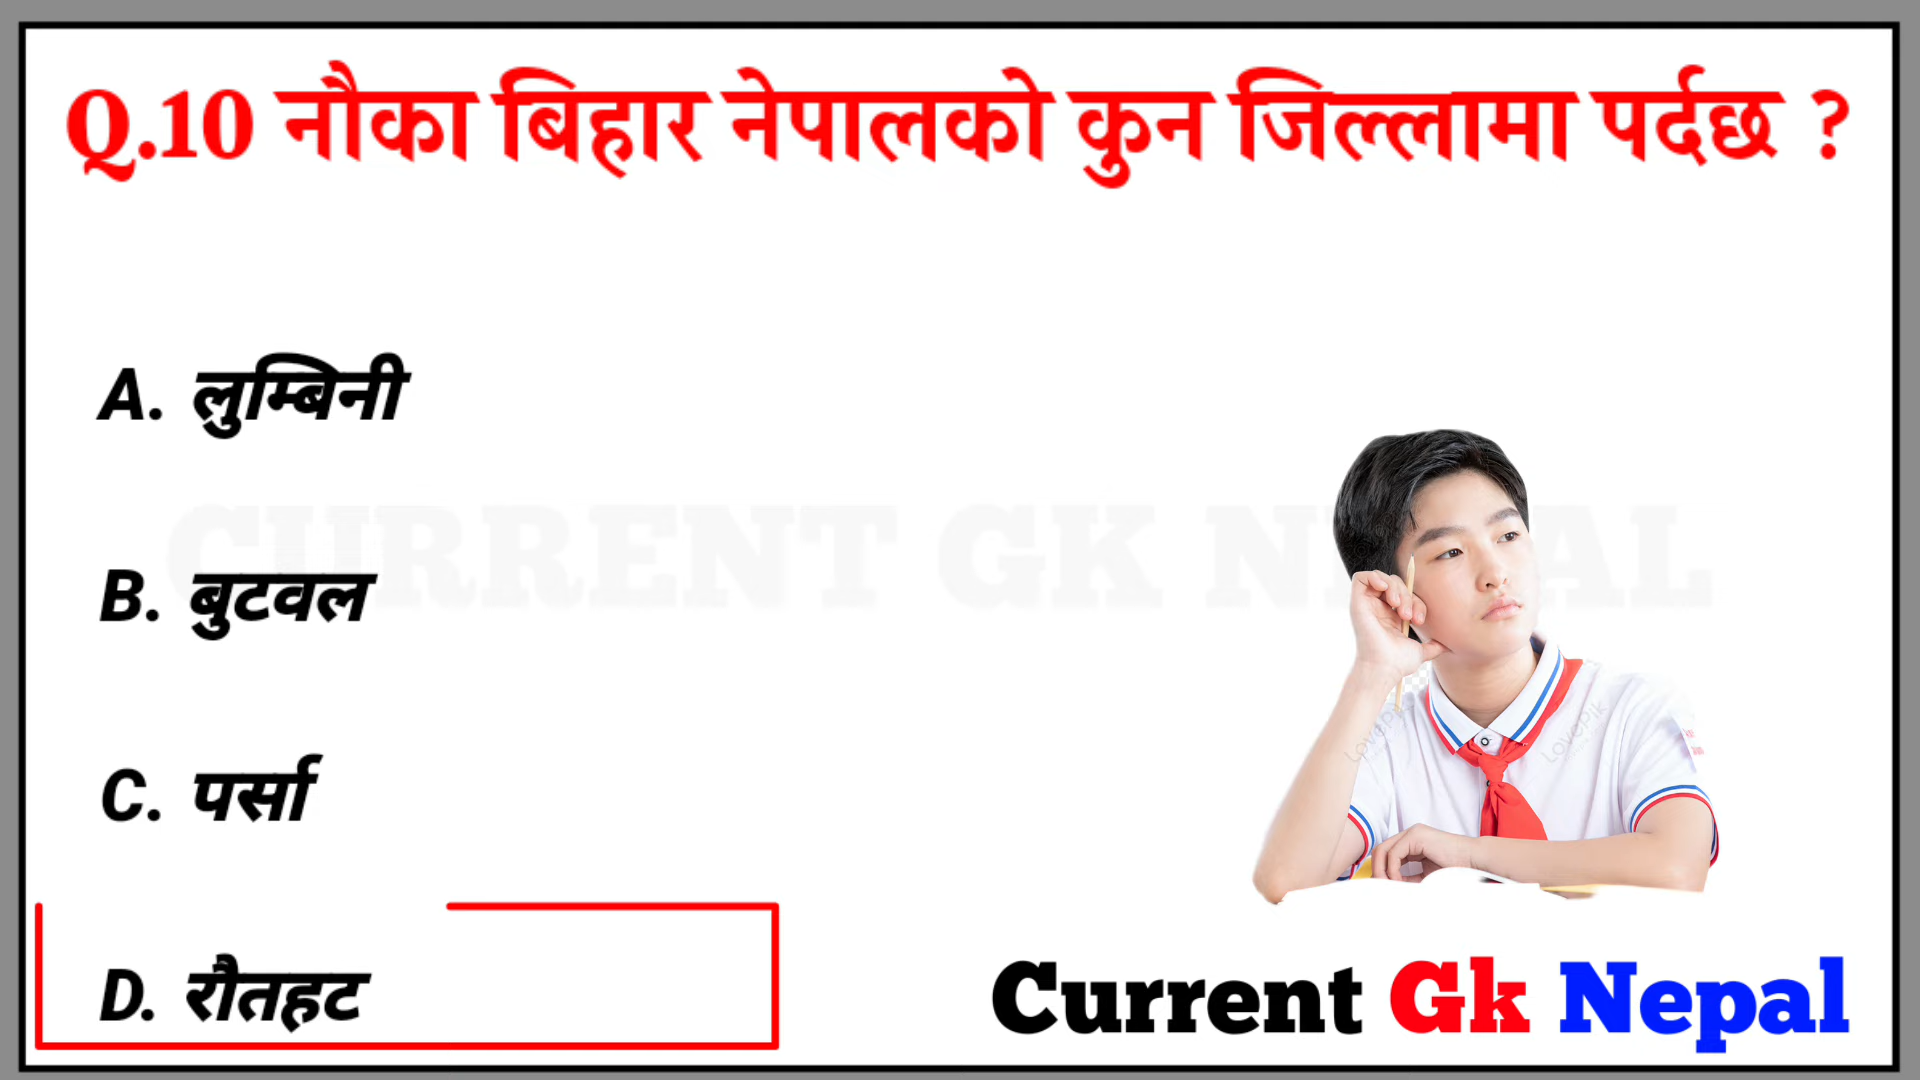 Q.10 नौका बिहार नेपालको कुन जिल्लामा पर्दछ ?
A. लुम्बिनी
CURRENT GK NEPAL
B. बुटवल
C. पर्सा
D. रौतहट
Current Gk Nepal